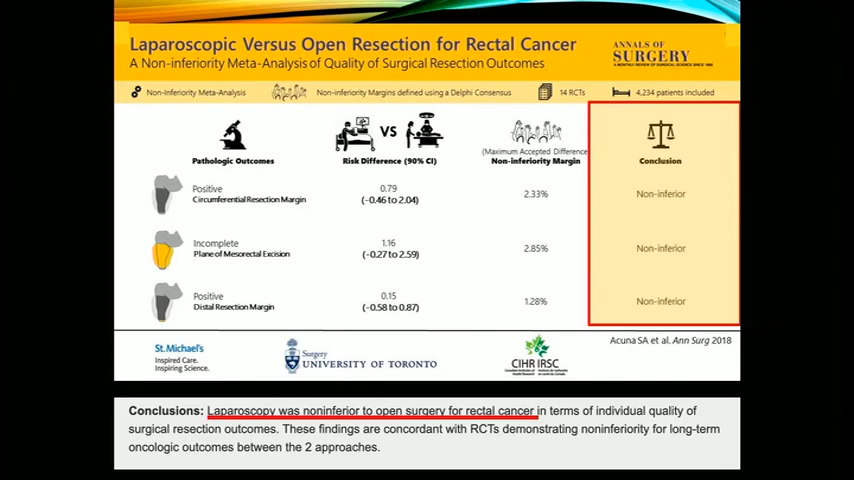 Laparoscopic Versus Open Resection for Rectal Cancer
A Non-inferiority Meta-Analysis of Quality of Surgical Resection Outcomes
ANNALS OF
SURGERY
A MONTHLY REVIEW OF SURGICAL SCIENCE SINCE 1885
Non-Inferiority Meta-Analysis
Non-inferiority Margins defined using a Delphi Consensus
14 RCTs
4,234 patients included
VS
Pathologic Outcomes
Risk Difference (90% CI)
(Maximum Accepted Difference
Non-inferiority Margin
Conclusion
Positive
Circumferential Resection Margin
0.79
(-0.46 to 2.04)
2.33%
Non-inferior
Incomplete
Plane of Mesorectal Excision
1.16
(-0.27 to 2.59)
2.85%
Non-inferior
Positive
Distal Resection Margin
0.15
(-0.58 to 0.87)
1.28%
Non-inferior
St. Michael's
Inspired Care.
Inspiring Science.
Surgery
UNIVERSITY OF TORONTO
CIHR IRSC
Acuna SA et al. Ann Surg 2018
Conclusions: Laparoscopy was noninferior to open surgery for rectal cancer in terms of individual quality of
surgical resection outcomes. These findings are concordant with RCTs demonstrating noninferiority for long-term
oncologic outcomes between the 2 approaches.